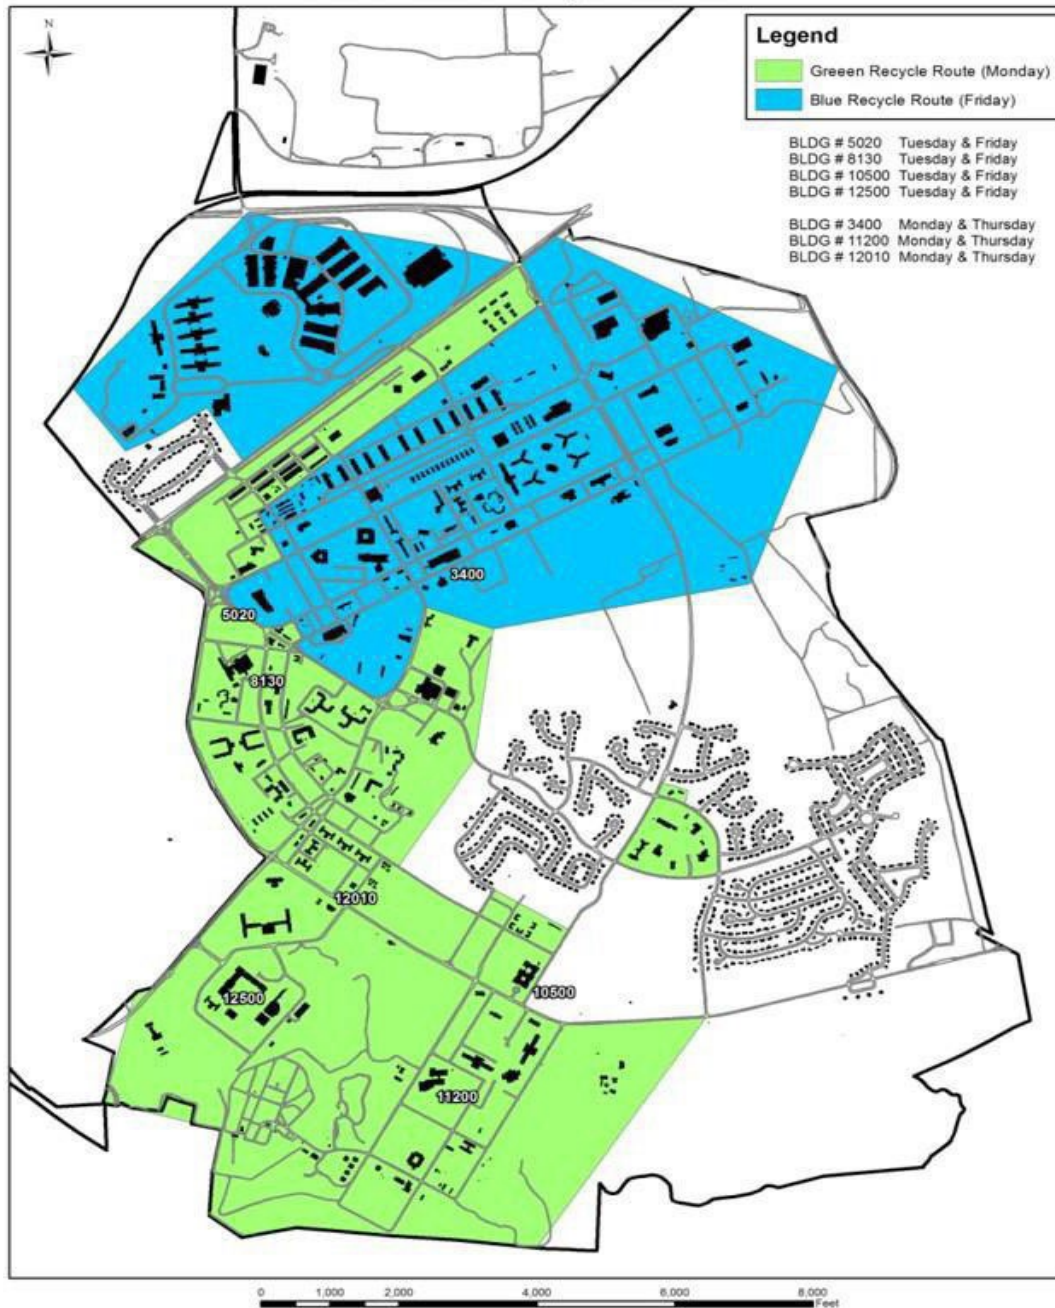 N
Legend
Greeen Recycle Route (Monday)
Blue Recycle Route (Friday)
BLDG # 5020 Tuesday & Friday
BLDG # 8130 Tuesday & Friday
BLDG # 10500 Tuesday & Friday
BLDG # 12500 Tuesday & Friday
BLDG # 3400 Monday & Thursday
BLDG # 11200 Monday & Thursday
BLDG # 12010 Monday & Thursday
3400
5020
8130
12010
12500
10500
11200
0 1,000 2,000 4,000 6,000 8,000
Feet